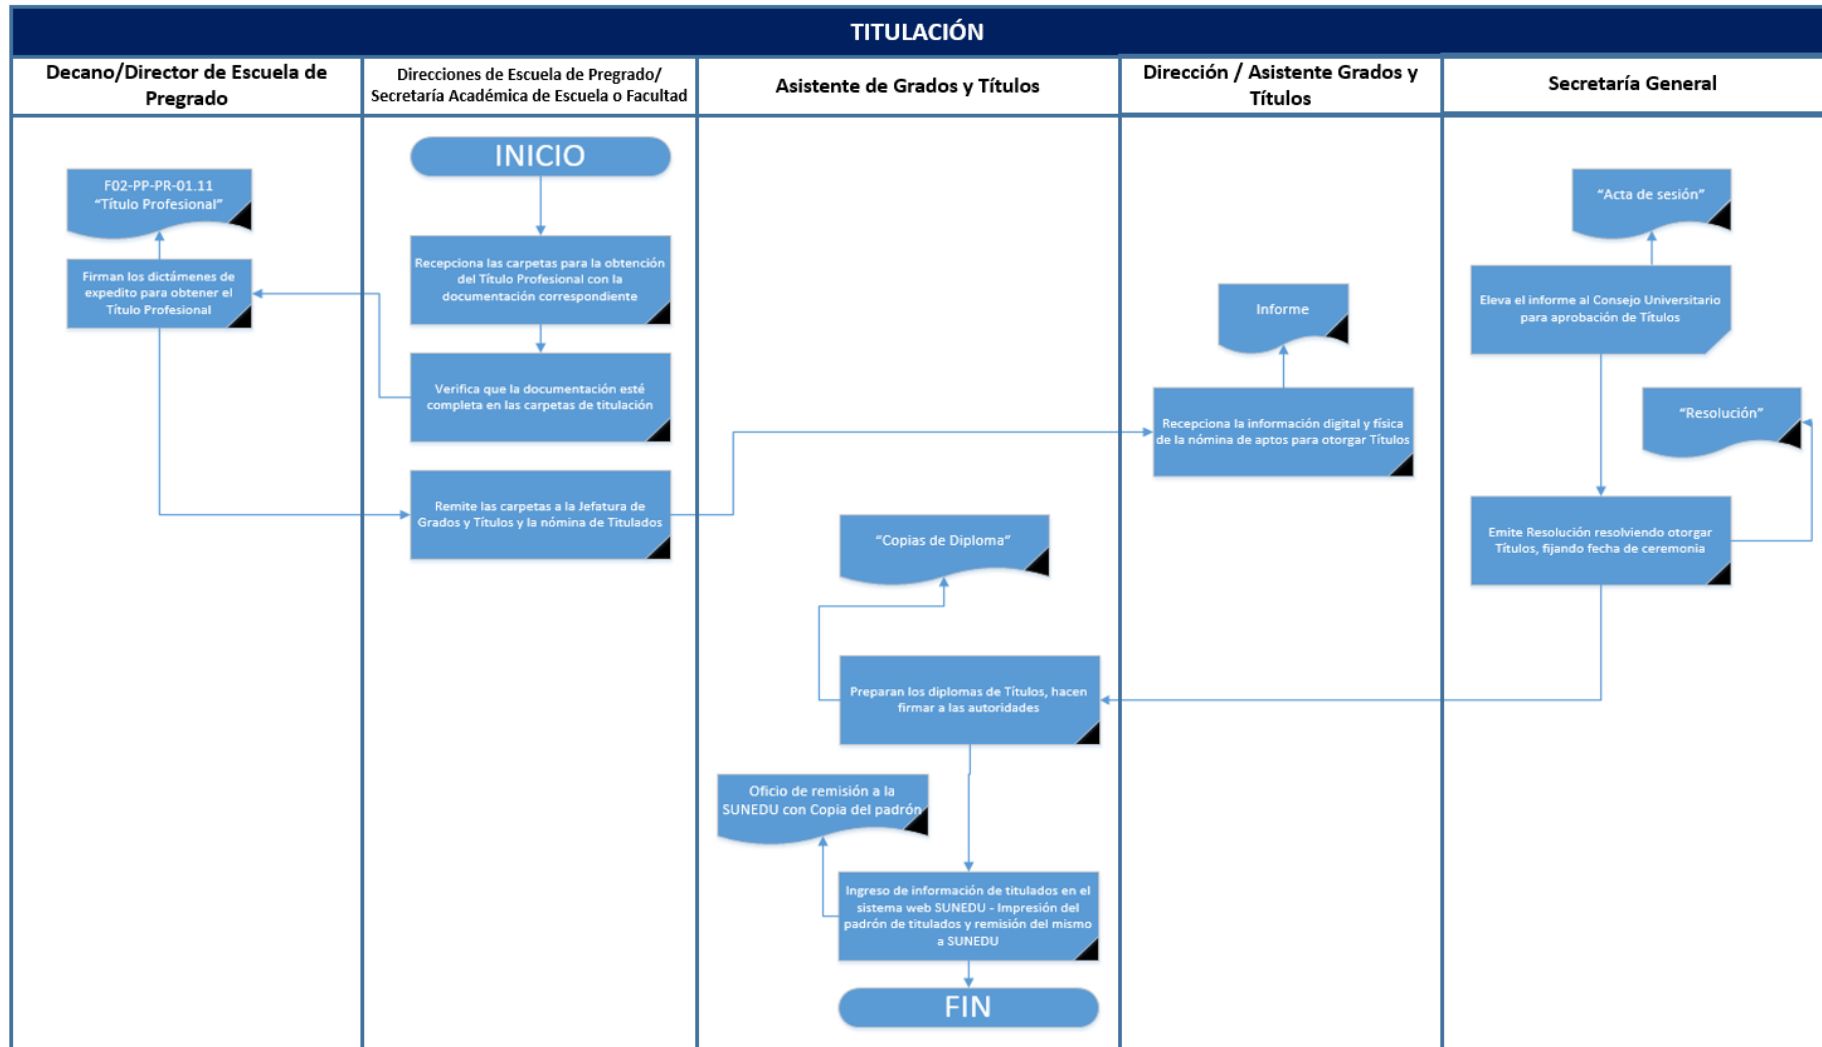 TITULACIÓN
Decano/Director de Escuela de
Pregrado
Direcciones de Escuela de Pregrado/
Secretaría Académica de Escuela o Facultad
Asistente de Grados y Títulos
Dirección / Asistente Grados y
Títulos
Secretaría General
INICIO
F02-PP-PR-01.11
“Título Profesional”
Firman los dictámenes de
expedito para obtener el
Título Profesional
Recepciona las carpetas para la obtención
del Título Profesional con la
documentación correspondiente
Verifica que la documentación esté
completa en las carpetas de titulación
Remite las carpetas a la Jefatura de
Grados y Títulos y la nómina de Titulados
Informe
Recepciona la información digital y física
de la nómina de aptos para otorgar Títulos
“Acta de sesión”
Eleva el informe al Consejo Universitario
para aprobación de Títulos
“Resolución”
Emite Resolución resolviendo otorgar
Títulos, fijando fecha de ceremonia
“Copias de Diploma”
Preparan los diplomas de Títulos, hacen
firmar a las autoridades
Oficio de remisión a la
SUNEDU con Copia del padrón
Ingreso de información de titulados en el
sistema web SUNEDU - Impresión del
padrón de titulados y remisión del mismo
a SUNEDU
FIN